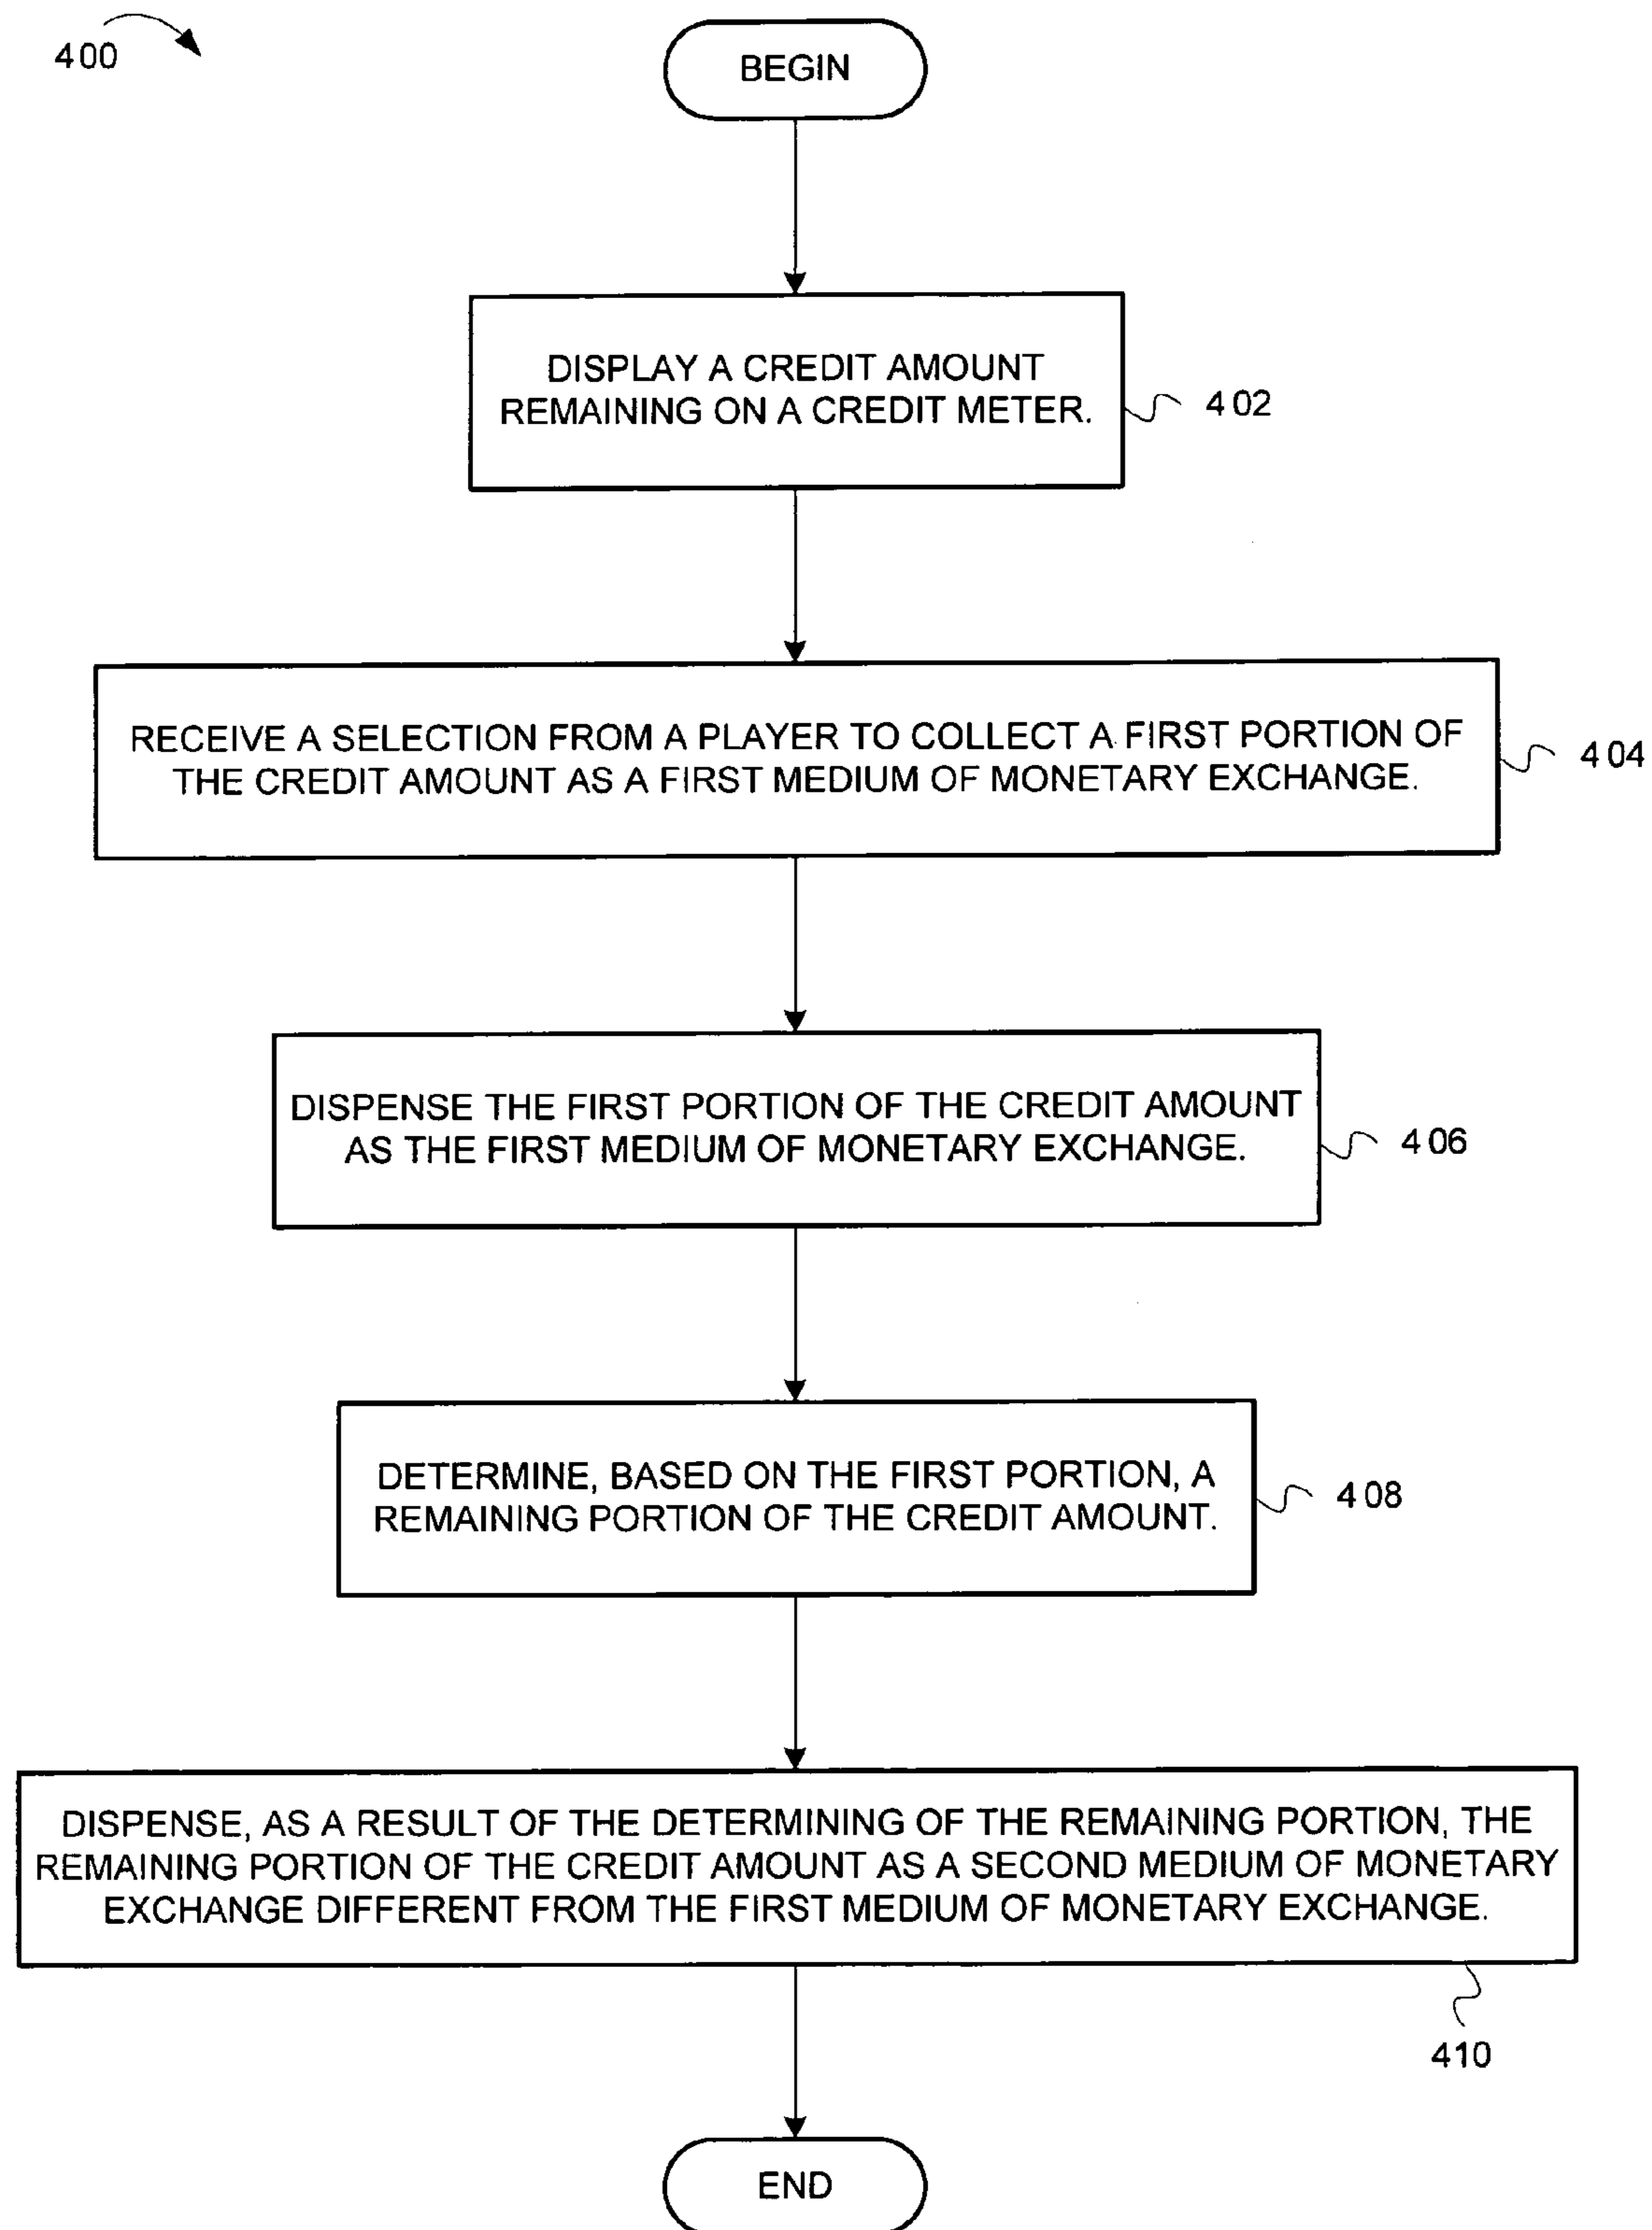 400
BEGIN
DISPLAY A CREDIT AMOUNT
REMAINING ON A CREDIT METER.
402
RECEIVE A SELECTION FROM A PLAYER TO COLLECT A FIRST PORTION OF
THE CREDIT AMOUNT AS A FIRST MEDIUM OF MONETARY EXCHANGE.
404
DISPENSE THE FIRST PORTION OF THE CREDIT AMOUNT
AS THE FIRST MEDIUM OF MONETARY EXCHANGE.
406
DETERMINE, BASED ON THE FIRST PORTION, A
REMAINING PORTION OF THE CREDIT AMOUNT.
408
DISPENSE, AS A RESULT OF THE DETERMINING OF THE REMAINING PORTION, THE
REMAINING PORTION OF THE CREDIT AMOUNT AS A SECOND MEDIUM OF MONETARY
EXCHANGE DIFFERENT FROM THE FIRST MEDIUM OF MONETARY EXCHANGE.
410
END